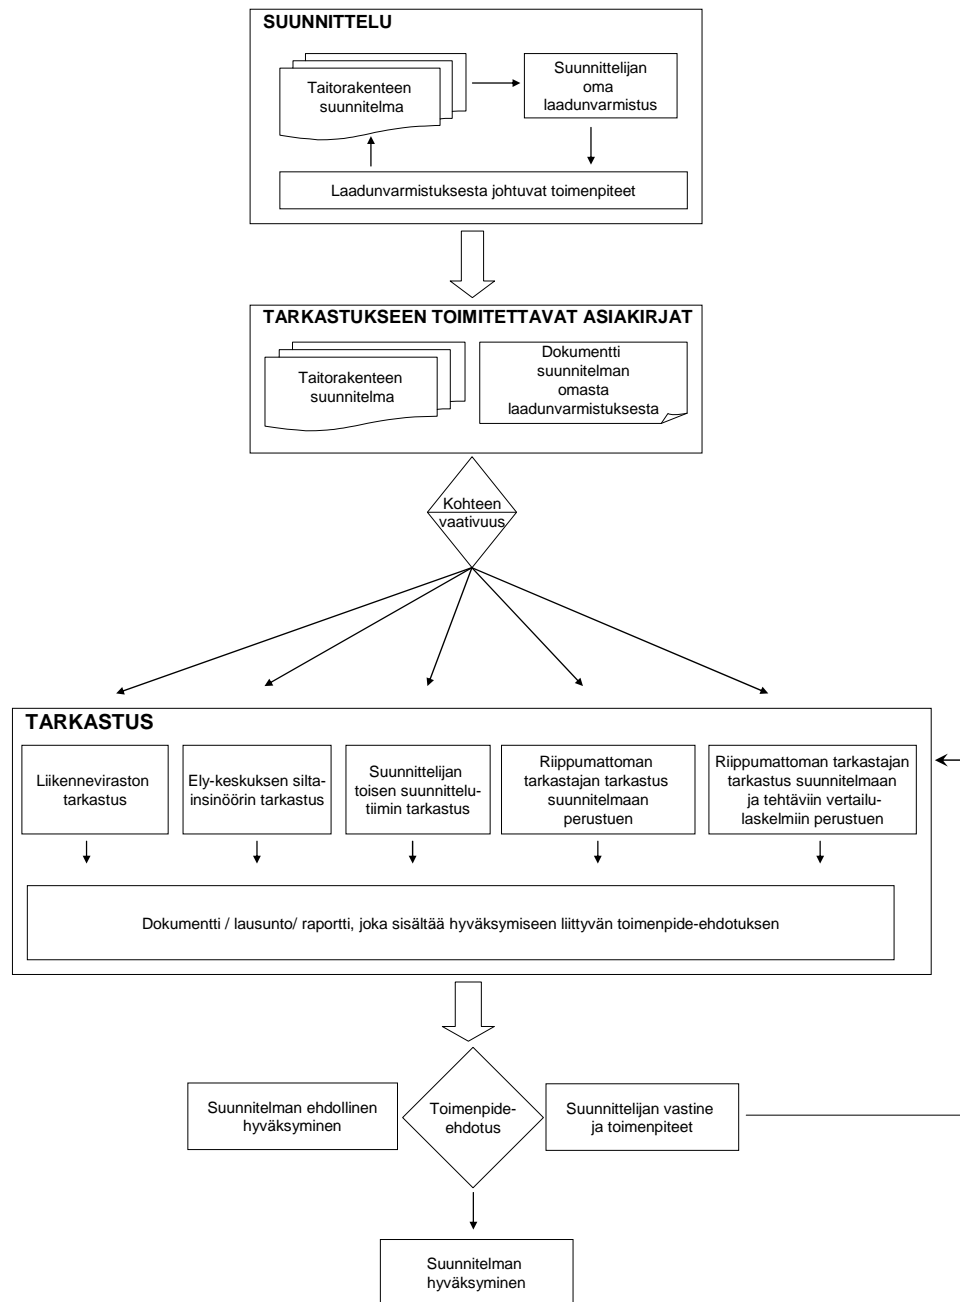 SUUNNITTELU
Taitorakenteen
suunnitelma
Suunnittelijan
oma
laadunvarmistus
Laadunvarmistuksesta johtuvat toimenpiteet
TARKASTUKSEEN TOIMITETTAVAT ASIAKIRJAT
Taitorakenteen
suunnitelma
Dokumentti
suunnitelman
omasta
laadunvarmistuksesta
Kohteen
vaativuus
TARKASTUS
Liikenneviraston
tarkastus
Ely-keskuksen silta-
insinöörin tarkastus
Suunnittelijan
toisen suunnittelu-
tiimin tarkastus
Riippumattoman
tarkastajan tarkastus
suunnitelmaan
perustuen
Riippumattoman tarkastajan
tarkastus suunnitelmaan
ja tehtäviin vertailu-
laskelmiin perustuen
Dokumentti / lausunto/ raportti, joka sisältää hyväksymiseen liittyvän toimenpide-ehdotuksen
Suunnitelman ehdollinen
hyväksyminen
Toimenpide-
ehdotus
Suunnittelijan vastine
ja toimenpiteet
Suunnitelman
hyväksyminen